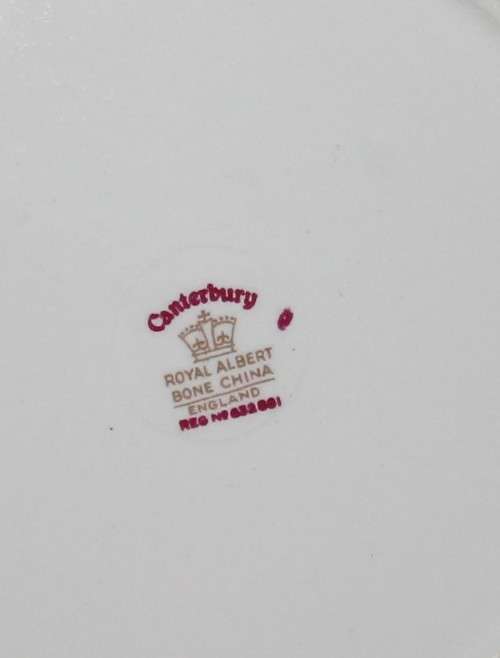 Canterbury
ROYAL ALBERT
BONE CHINA
ENGLAND
REG Nº